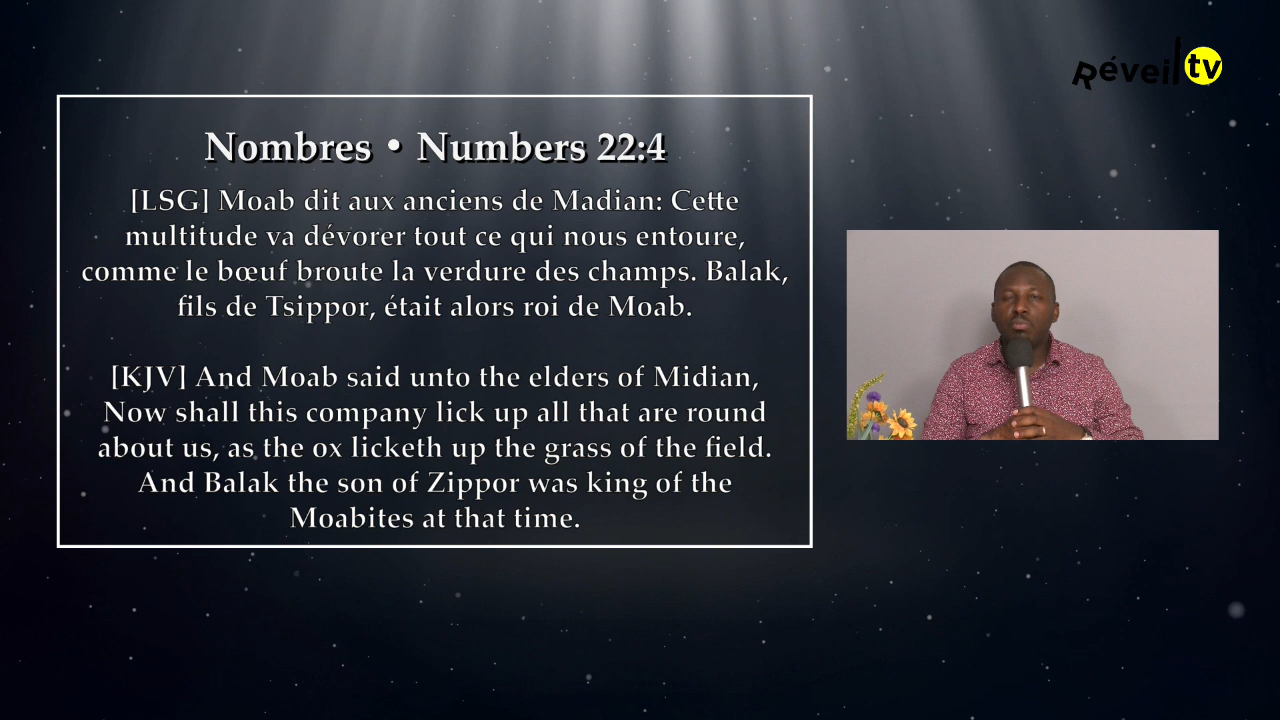 Réveil tv
Nombres • Numbers 22:4
[LSG] Moab dit aux anciens de Madian: Cette
multitude va dévorer tout ce qui nous entoure,
comme le bœuf broute la verdure des champs. Balak,
fils de Tsippor, était alors roi de Moab.
[KJV] And Moab said unto the elders of Midian,
Now shall this company lick up all that are round
about us, as the ox licketh up the grass of the field.
And Balak the son of Zippor was king of the
Moabites at that time.